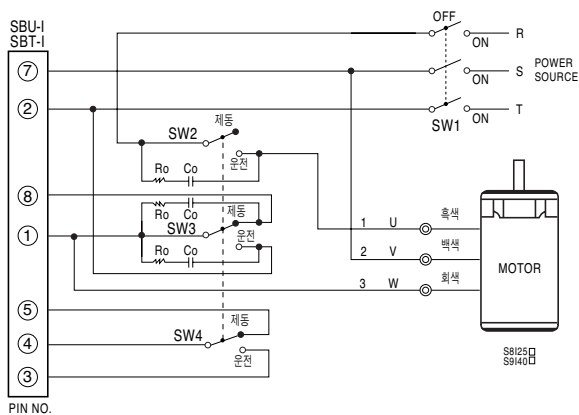 SBU-I
SBT-I
OFF
ON R
ON S
POWER
SOURCE
ON T
SW1
7
2
8
1
5
4
3
PIN NO.
SW2
제동
운전
Ro Co
Ro Co
제동
SW3
운전
Ro Co
제동
SW4
운전
1 U 흑색
2 V 백색
3 W 회색
MOTOR
S8I25□
S9I40□